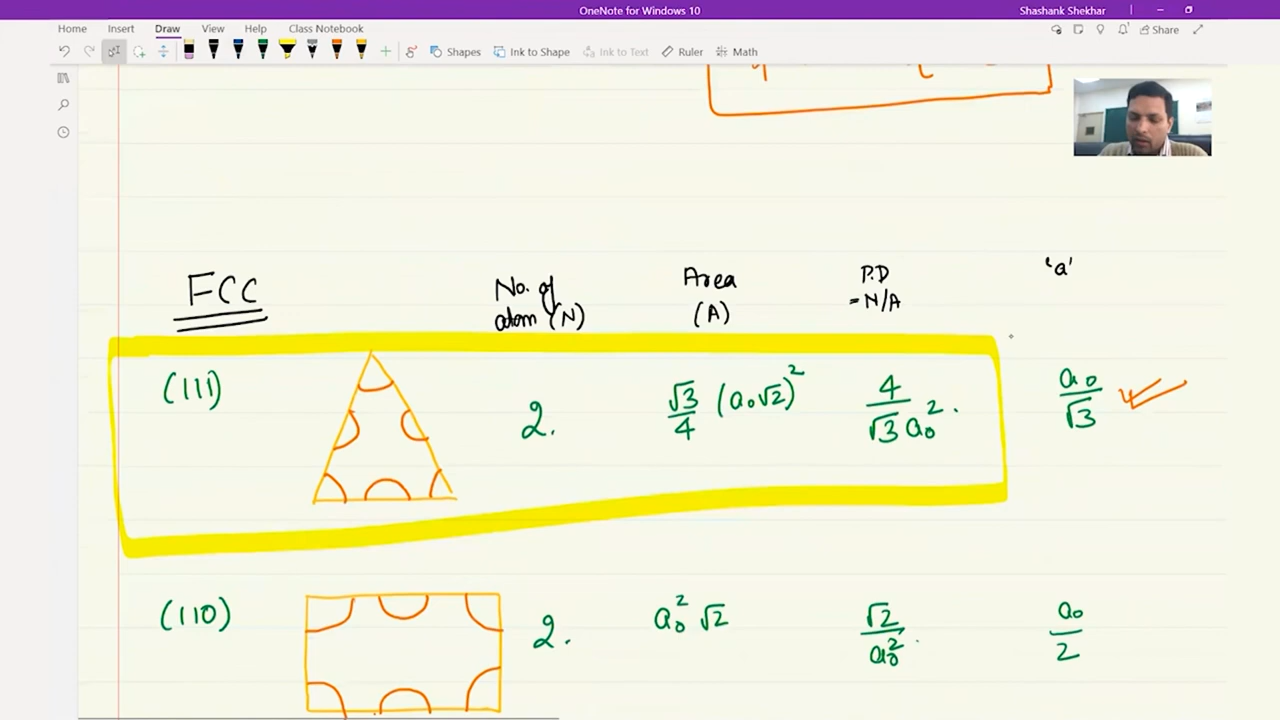 OneNote for Windows 10
Shashank Shekhar
Home Insert Draw View Help Class Notebook
Share
Shapes Ink to Shape Ink to Text Ruler Math
FCC
No. of atom (N)
Area (A)
P.D = N/A
'a'
(111)
2.
√3/4 (a₀√2)²
4/√3 a₀².
a₀/√3
(110)
2.
a₀² √2
√2/a₀².
a₀/2